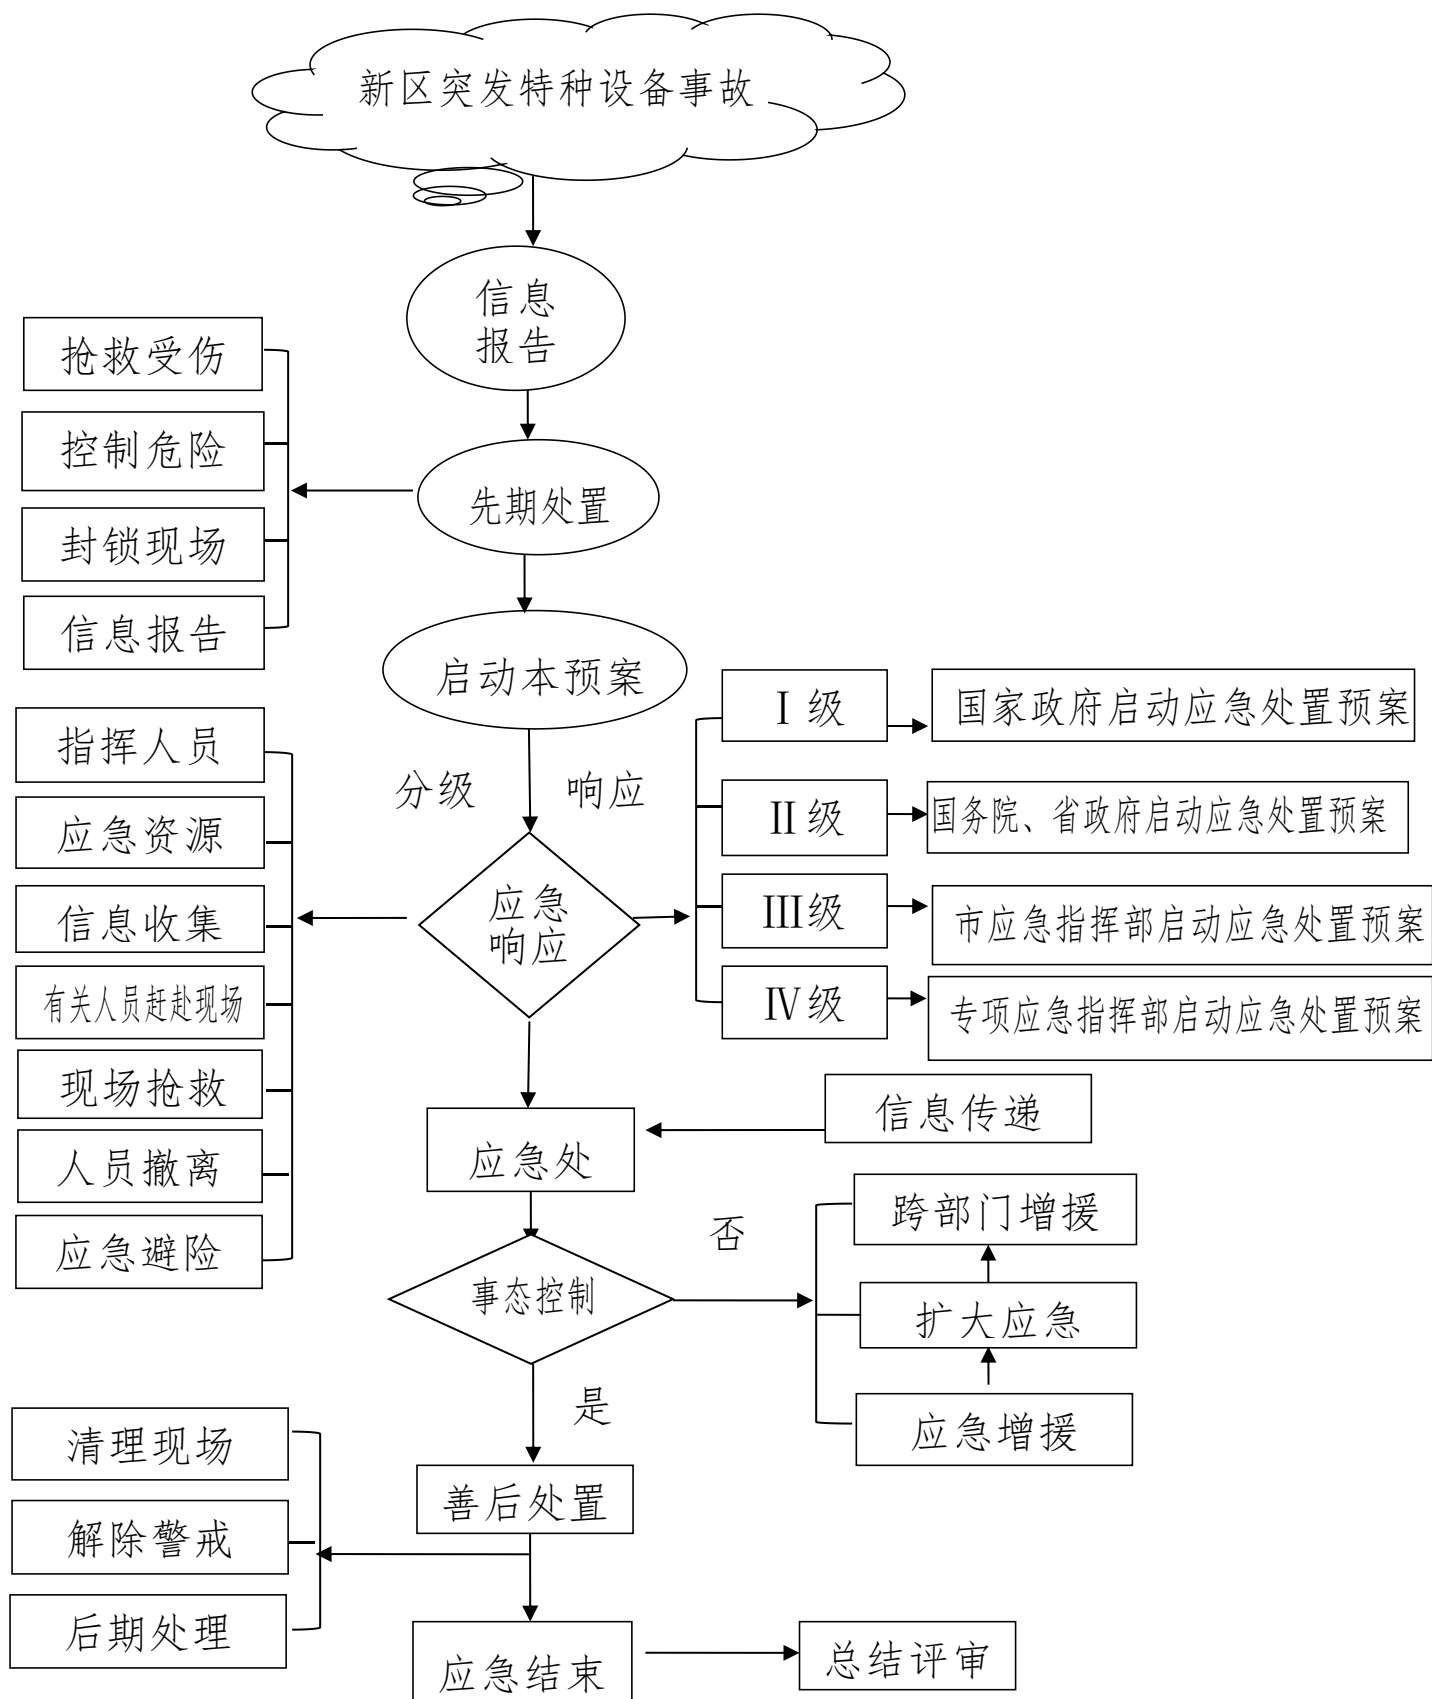 新区突发特种设备事故
信息
报告
抢救受伤
控制危险
先期处置
封锁现场
信息报告
启动本预案
Ⅰ级
国家政府启动应急处置预案
指挥人员
分级
响应
应急资源
Ⅱ级
国务院、省政府启动应急处置预案
应急
响应
信息收集
Ⅲ级
市应急指挥部启动应急处置预案
有关人员赶赴现场
Ⅳ级
专项应急指挥部启动应急处置预案
现场抢救
信息传递
人员撤离
应急处
跨部门增援
否
应急避险
事态控制
扩大应急
是
应急增援
清理现场
善后处置
解除警戒
后期处理
应急结束
总结评审